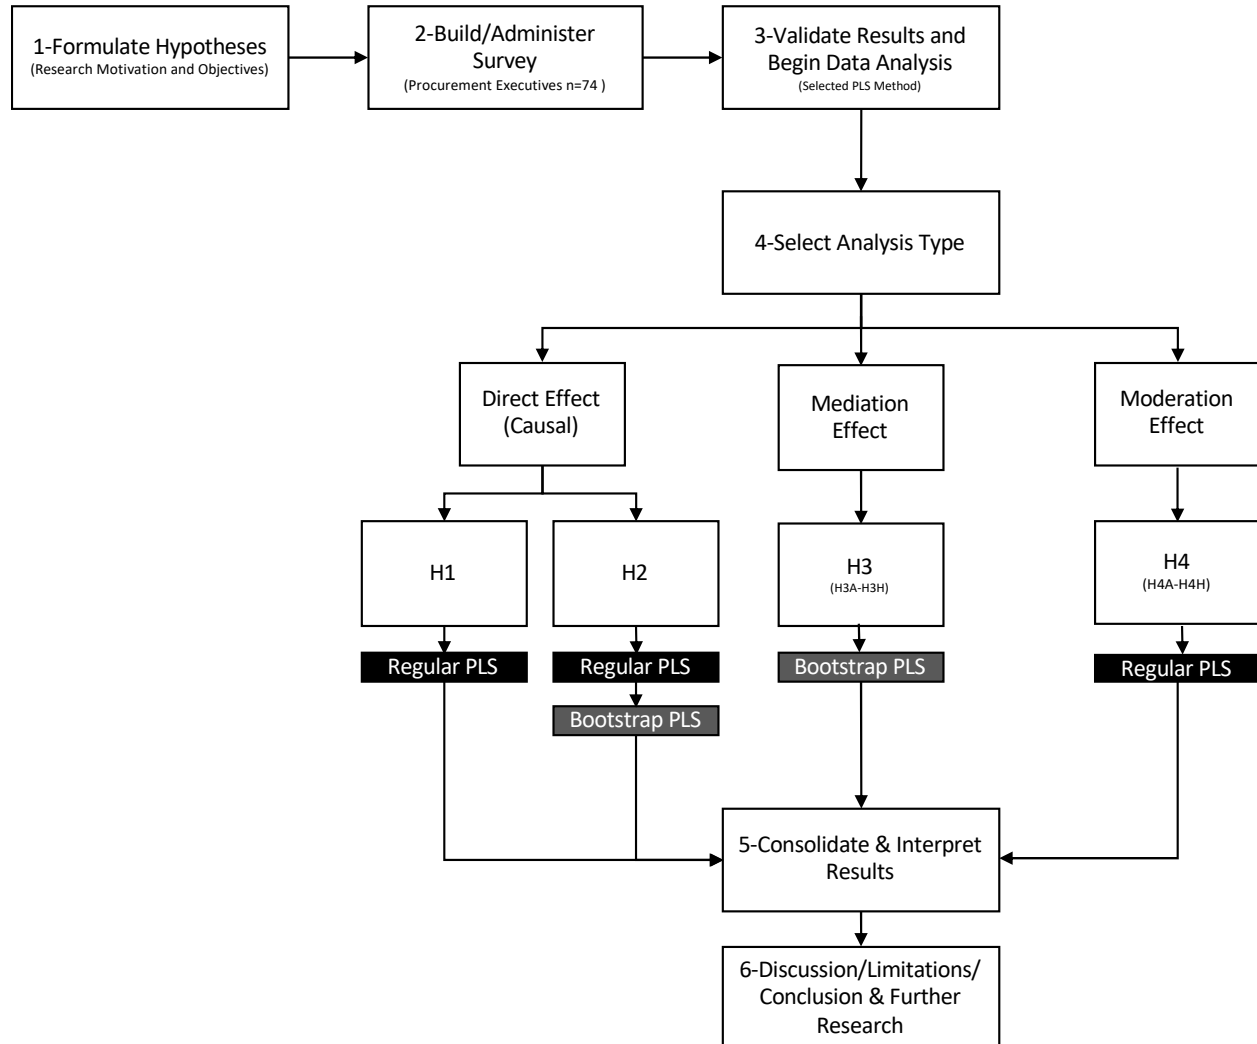 1-Formulate Hypotheses
(Research Motivation and Objectives)
2-Build/Administer
Survey
(Procurement Executives n=74 )
3-Validate Results and
Begin Data Analysis
(Selected PLS Method)
4-Select Analysis Type
Direct Effect
(Causal)
Mediation
Effect
Moderation
Effect
H1
H2
H3
(H3A-H3H)
H4
(H4A-H4H)
Regular PLS
Regular PLS
Bootstrap PLS
Regular PLS
Bootstrap PLS
5-Consolidate & Interpret
Results
6-Discussion/Limitations/
Conclusion & Further
Research